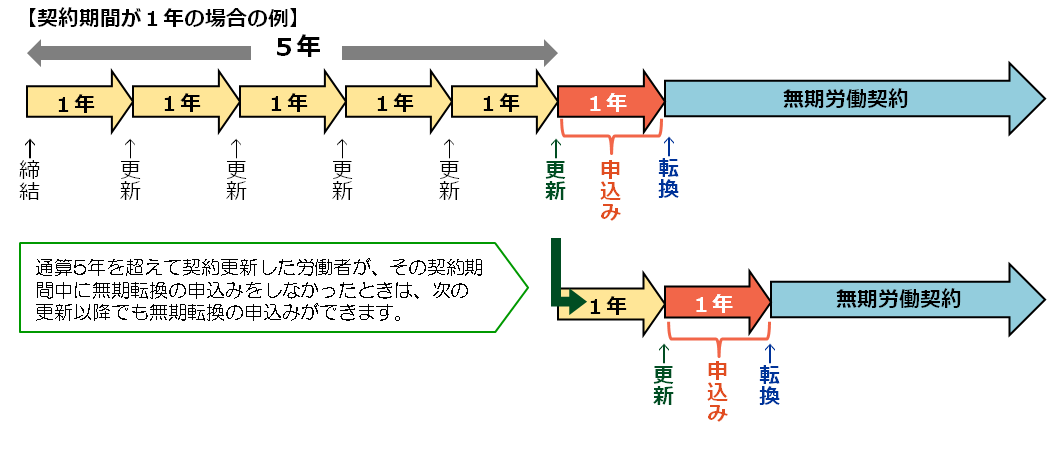 【契約期間が１年の場合の例】
５年
１年 １年 １年 １年 １年 １年 無期労働契約
締結 更新 更新 更新 更新 更新 申込み 転換
通算5年を超えて契約更新した労働者が、その契約期
間中に無期転換の申込みをしなかったときは、次の
更新以降でも無期転換の申込みができます。
１年 １年 無期労働契約
更新 申込み 転換